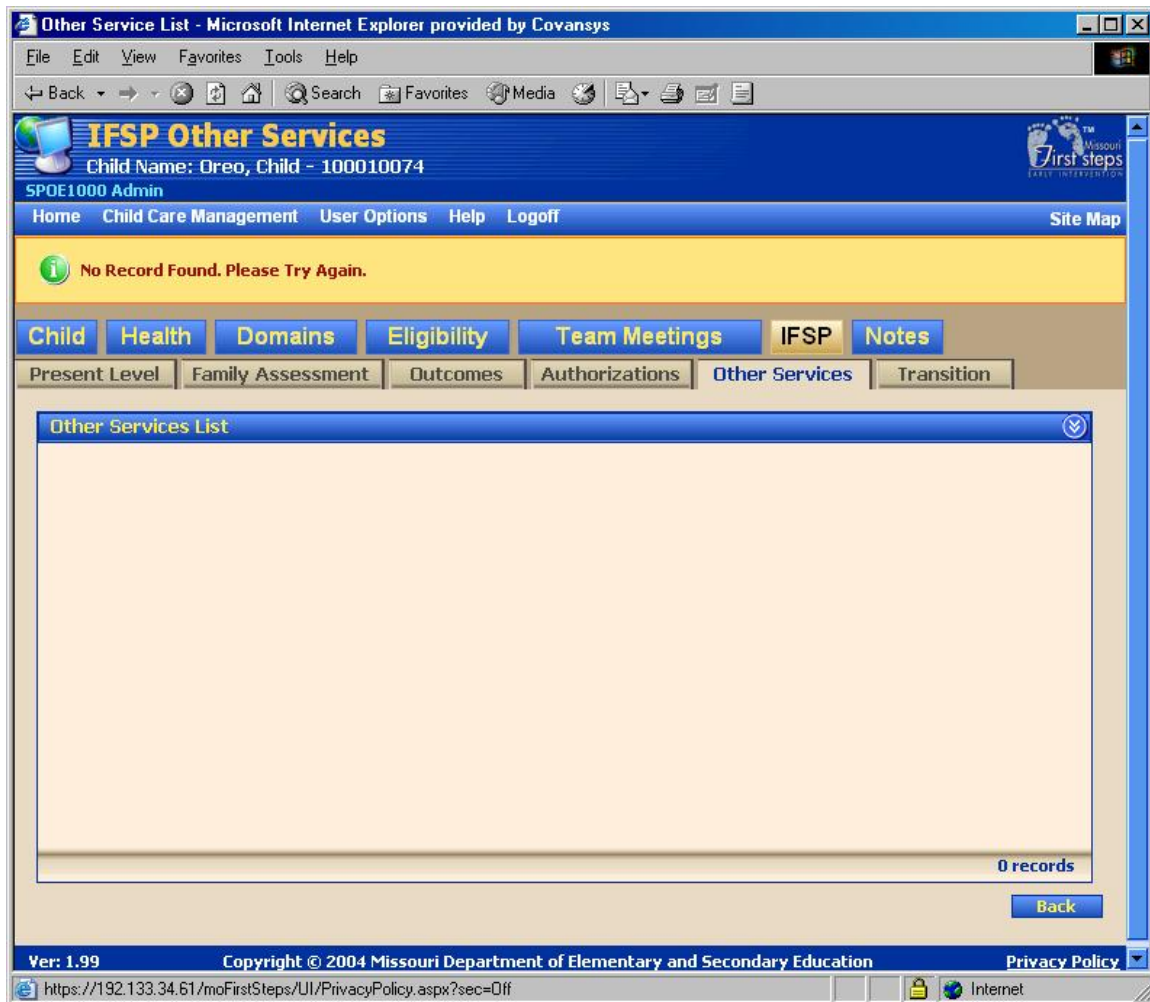 Other Service List - Microsoft Internet Explorer provided by Covansys
File Edit View Favorites Tools Help
Back Search Favorites Media
IFSP Other Services
Child Name: Oreo, Child - 100010074
SPOE1000 Admin
TM
Missouri
First steps
EARLY INTERVENTION
Home Child Care Management User Options Help Logoff Site Map
No Record Found. Please Try Again.
Child Health Domains Eligibility Team Meetings IFSP Notes
Present Level Family Assessment Outcomes Authorizations Other Services Transition
Other Services List
0 records
Back
Ver: 1.99 Copyright © 2004 Missouri Department of Elementary and Secondary Education Privacy Policy
https://192.133.34.61/moFirstSteps/UI/PrivacyPolicy.aspx?sec=Off Internet